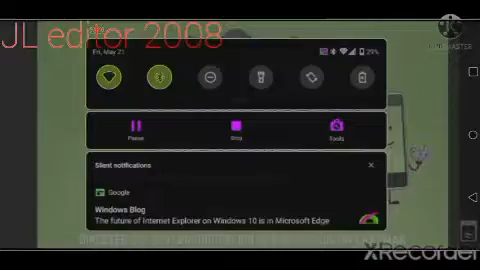 JL editor 2008
KINEMASTER
Fri, May 21
29%
Pause
Stop
Tools
Silent notifications
Google
Windows Blog
The future of Internet Explorer on Windows 10 is in Microsoft Edge
XRecorder